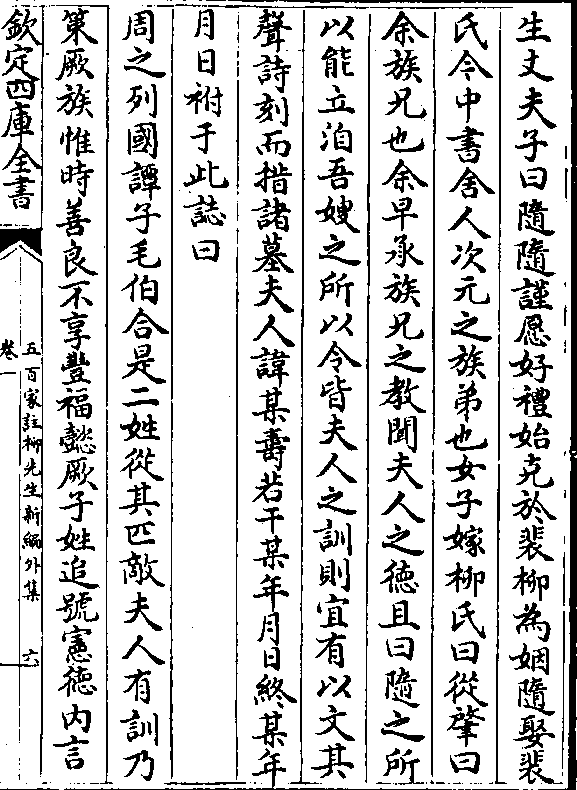 生丈夫子曰隨隨謹愿好禮始克於裴柳為姻隨娶裴
氏令中書舍人次元之族弟也女子嫁柳氏曰從肇曰
余族兄也余早承族兄之教聞夫人之德且曰隨之所
以能立洎吾嫂之所以令皆夫人之訓則宜有以文其
聲詩刻而措諸墓夫人諱某壽若干某年月日終某年
月日祔于此誌曰
周之列國譚子毛伯合是二姓從其匹敵夫人有訓乃
策厥族惟時善良不享豐福懿厥子姓追號憲德内言
欽定四庫全書
五百家註柳先生新編外集
卷一
六